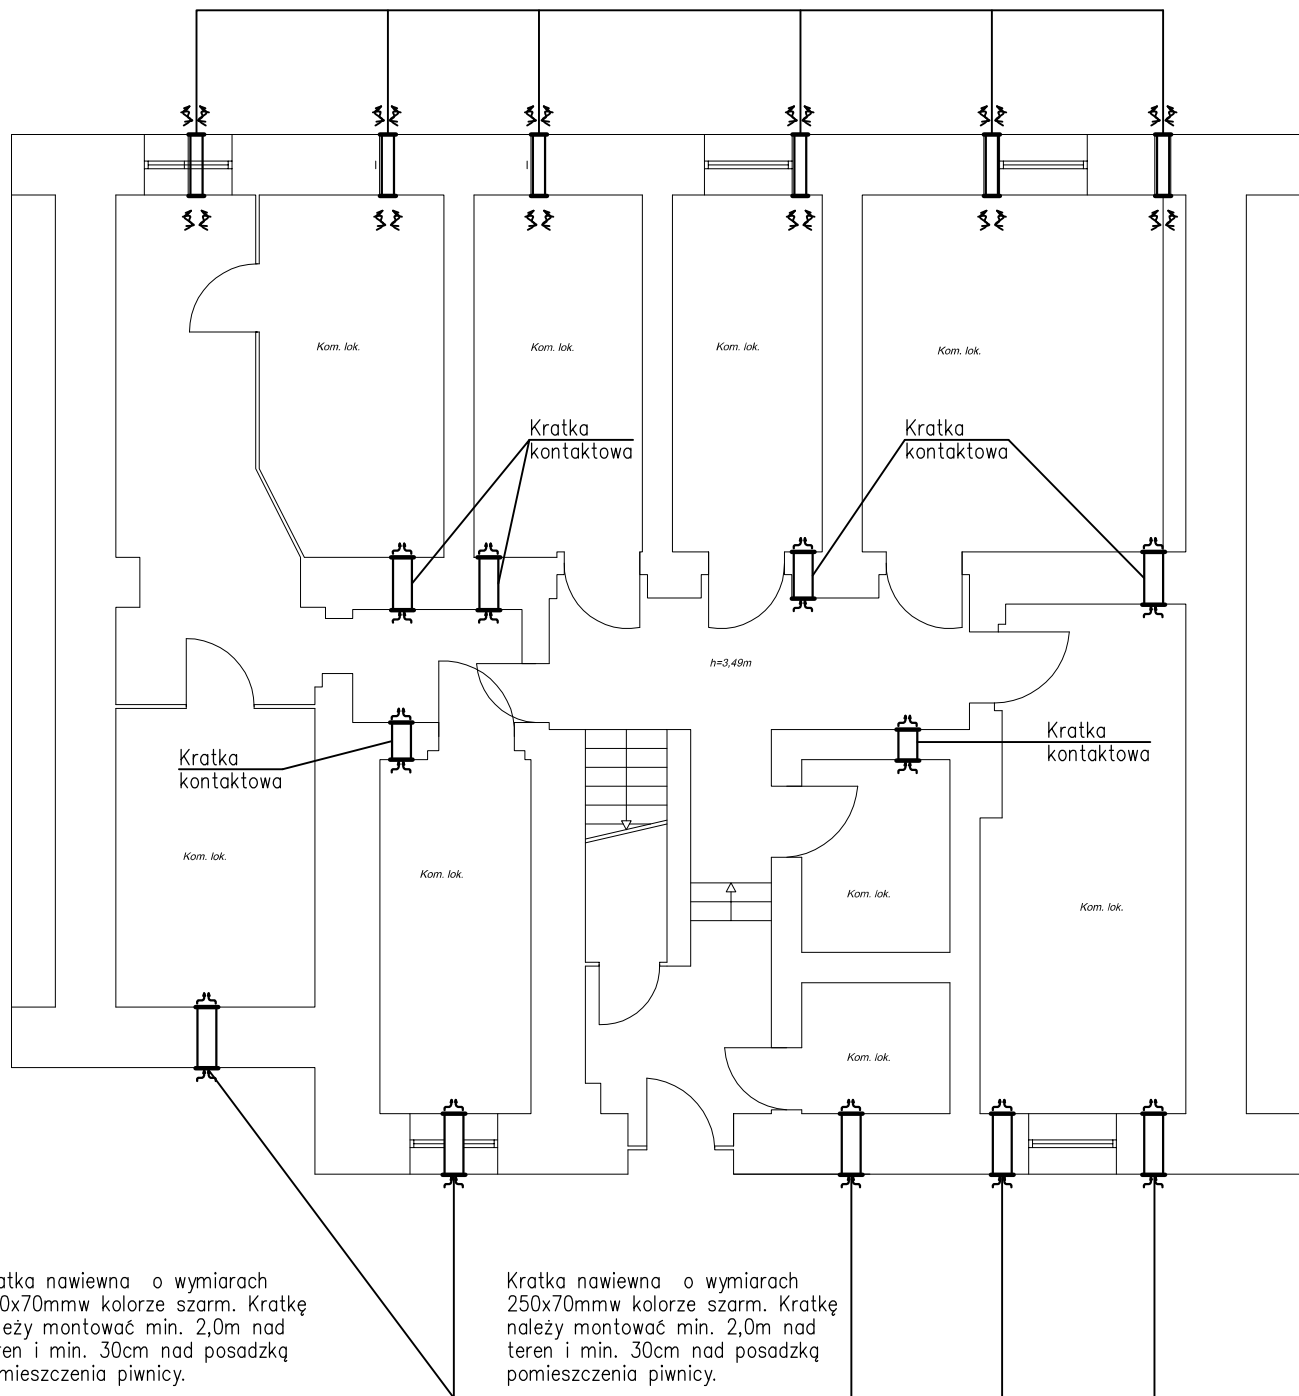 Kom. lok.
Kom. lok.
Kom. lok.
Kom. lok.
Kratka
kontaktowa
Kratka
kontaktowa
h=3,49m
Kratka
kontaktowa
Kratka
kontaktowa
Kom. lok.
Kom. lok.
Kom. lok.
Kom. lok.
Kom. lok.
atka nawiewna o wymiarach
0x70mmw kolorze szarm. Kratkę
leży montować min. 2,0m nad
ren i min. 30cm nad posadzką
mieszczenia piwnicy.
Kratka nawiewna o wymiarach
250x70mmw kolorze szarm. Kratkę
należy montować min. 2,0m nad
teren i min. 30cm nad posadzką
pomieszczenia piwnicy.